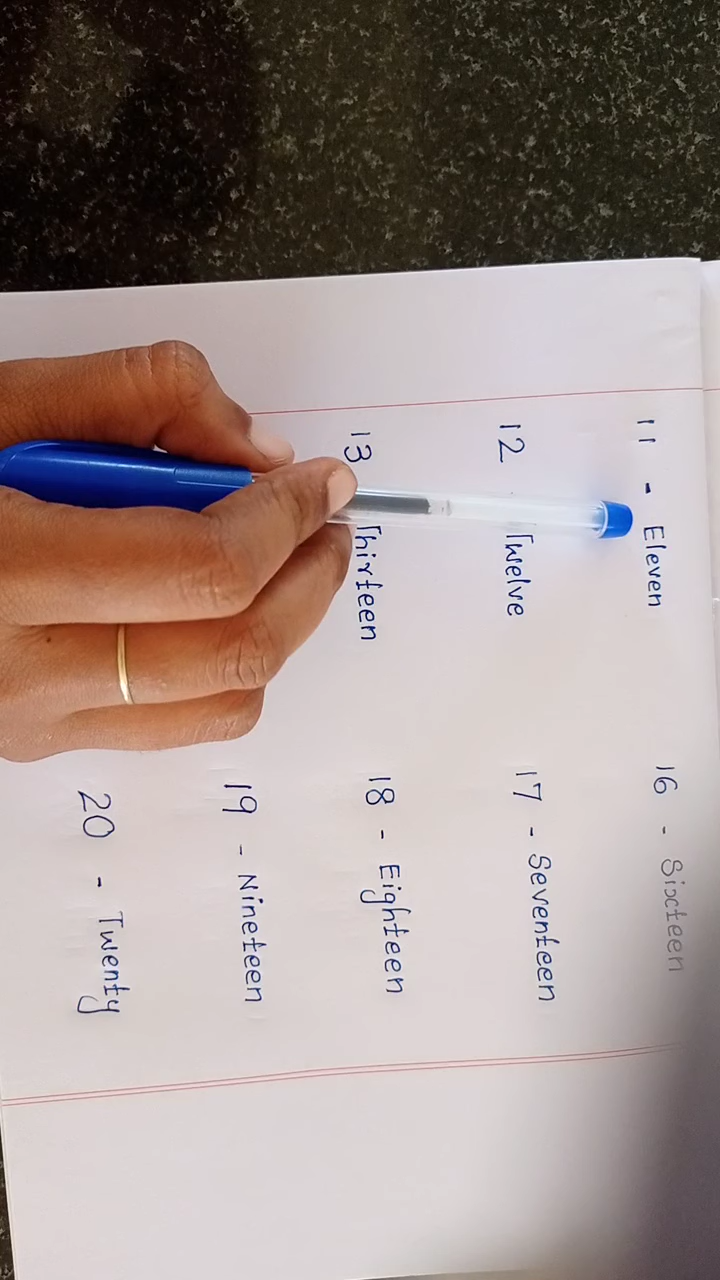 11 - Eleven
12 Twelve
13 Thirteen
16 - Sixteen
17 - Seventeen
18 - Eighteen
19 - Nineteen
20 - Twenty